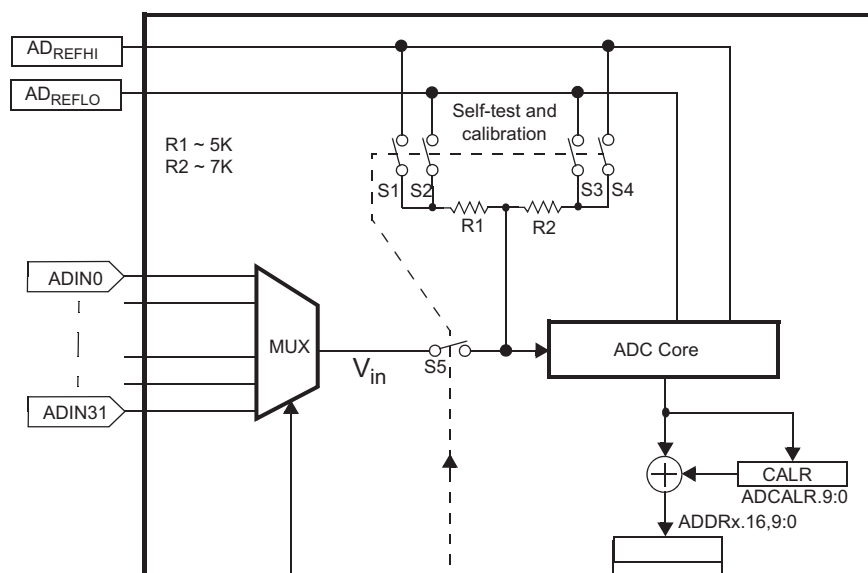 AD_REFHI
AD_REFLO
Self-test and
calibration
R1 ~ 5K
R2 ~ 7K
S1
S2
S3
S4
R1
R2
ADIN0
MUX
V_in
S5
ADC Core
ADIN31
CALR
ADCALR.9:0
ADDRx.16,9:0